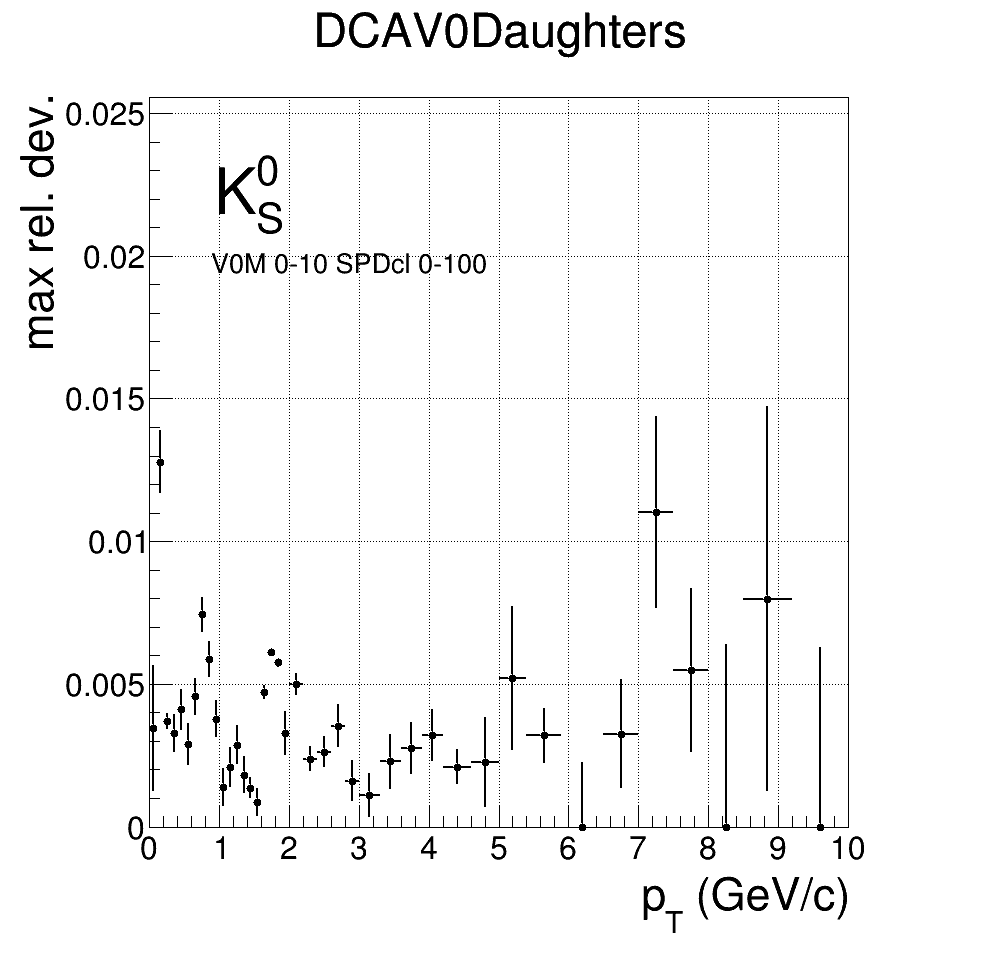 DCAV0Daughters
max rel. dev.
0.025
0.02
0.015
0.01
0.005
0
K0S
V0M 0-10 SPDcl 0-100
0 1 2 3 4 5 6 7 8 9 10
pT (GeV/c)